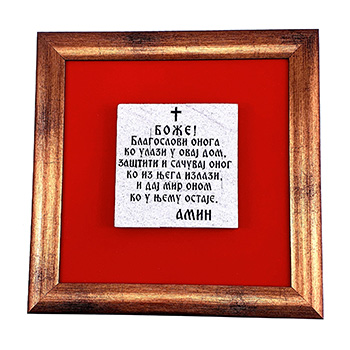 БОЖЕ!
Благослови онога
ко улази у овај дом,
заштити и сачувај оног
ко из њега излази,
и дај мир оном
ко у њему остаје.
АМИН